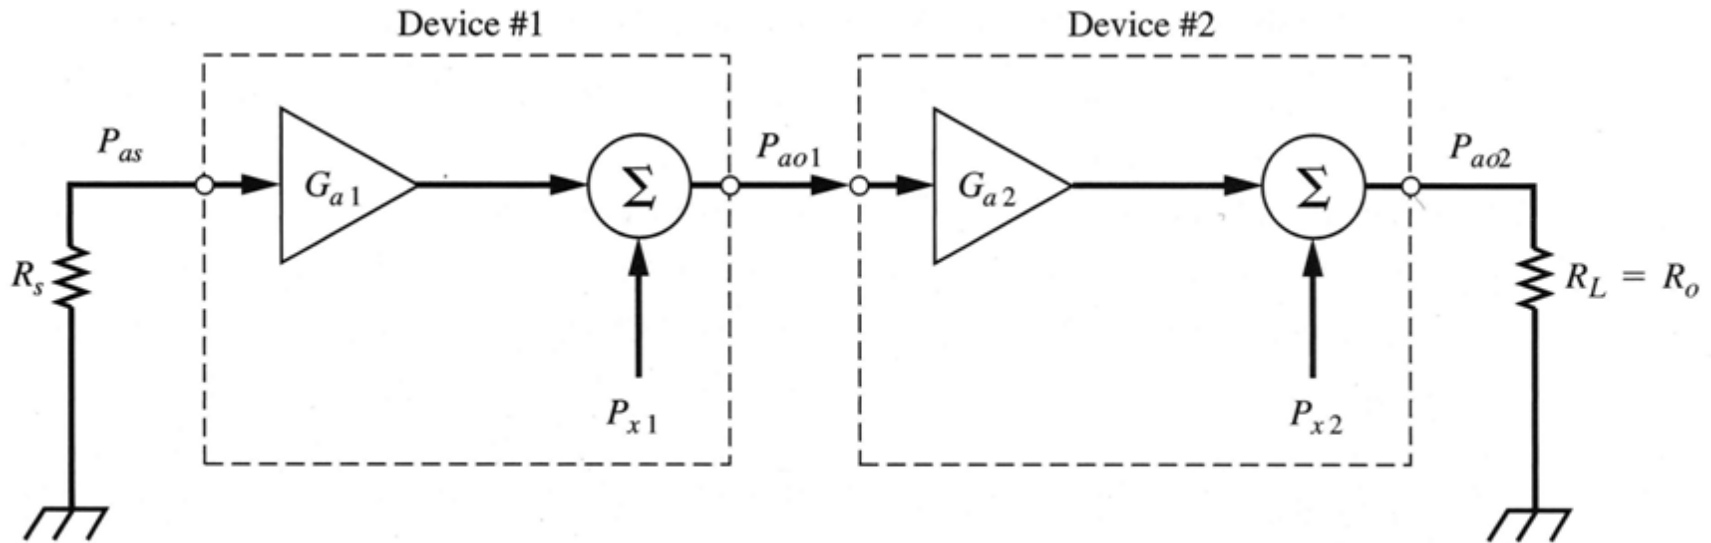 Device #1
Device #2
P_as
P_ao1
P_ao2
G_a1
Σ
G_a2
Σ
R_s
R_L = R_o
P_x1
P_x2